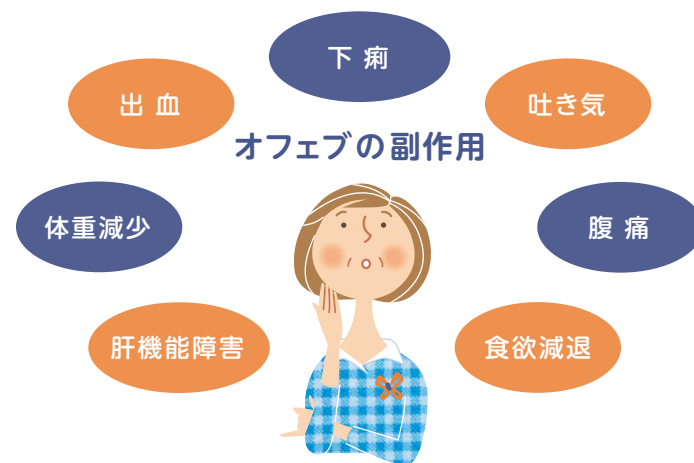 下痢
出血
吐き気
オフェブの副作用
体重減少
腹痛
肝機能障害
食欲減退